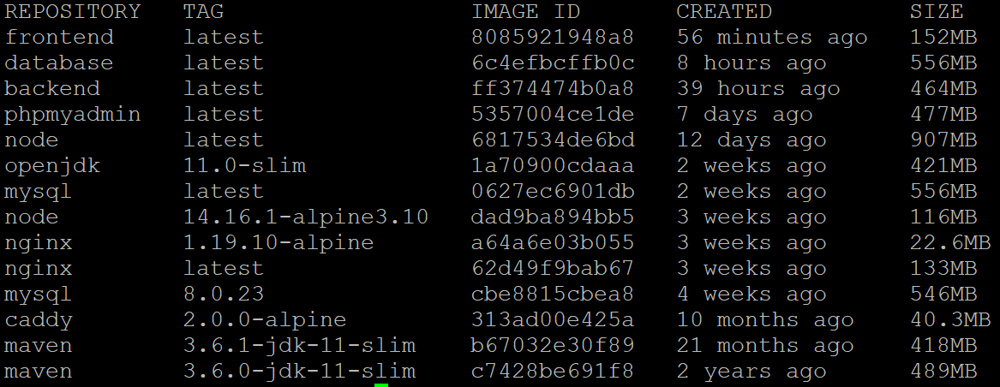 REPOSITORY TAG IMAGE ID CREATED SIZE
frontend latest 8085921948a8 56 minutes ago 152MB
database latest 6c4efbcffb0c 8 hours ago 556MB
backend latest ff374474b0a8 39 hours ago 464MB
phpmyadmin latest 5357004ce1de 7 days ago 477MB
node latest 6817534de6bd 12 days ago 907MB
openjdk 11.0-slim 1a70900cdaaa 2 weeks ago 421MB
mysql latest 0627ec6901db 2 weeks ago 556MB
node 14.16.1-alpine3.10 dad9ba894bb5 3 weeks ago 116MB
nginx 1.19.10-alpine a64a6e03b055 3 weeks ago 22.6MB
nginx latest 62d49f9bab67 3 weeks ago 133MB
mysql 8.0.23 cbe8815cbea8 4 weeks ago 546MB
caddy 2.0.0-alpine 313ad00e425a 10 months ago 40.3MB
maven 3.6.1-jdk-11-slim b67032e30f89 21 months ago 418MB
maven 3.6.0-jdk-11-slim c7428be691f8 2 years ago 489MB